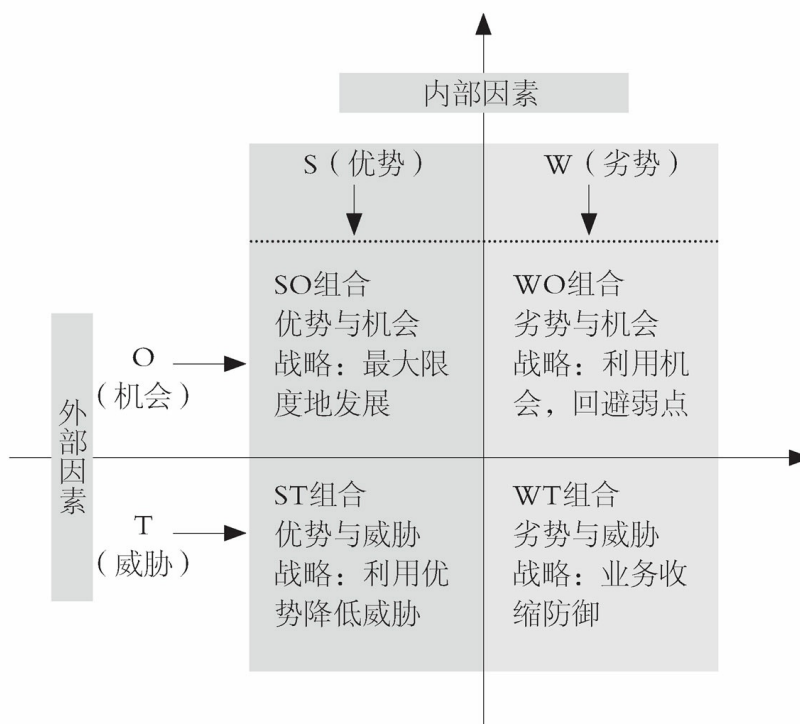 内部因素
S（优势）
W（劣势）
SO组合
优势与机会
战略：最大限
度地发展
WO组合
劣势与机会
战略：利用机
会，回避弱点
外部因素
O
（机会）
T
（威胁）
ST组合
优势与威胁
战略：利用优
势降低威胁
WT组合
劣势与威胁
战略：业务收
缩防御